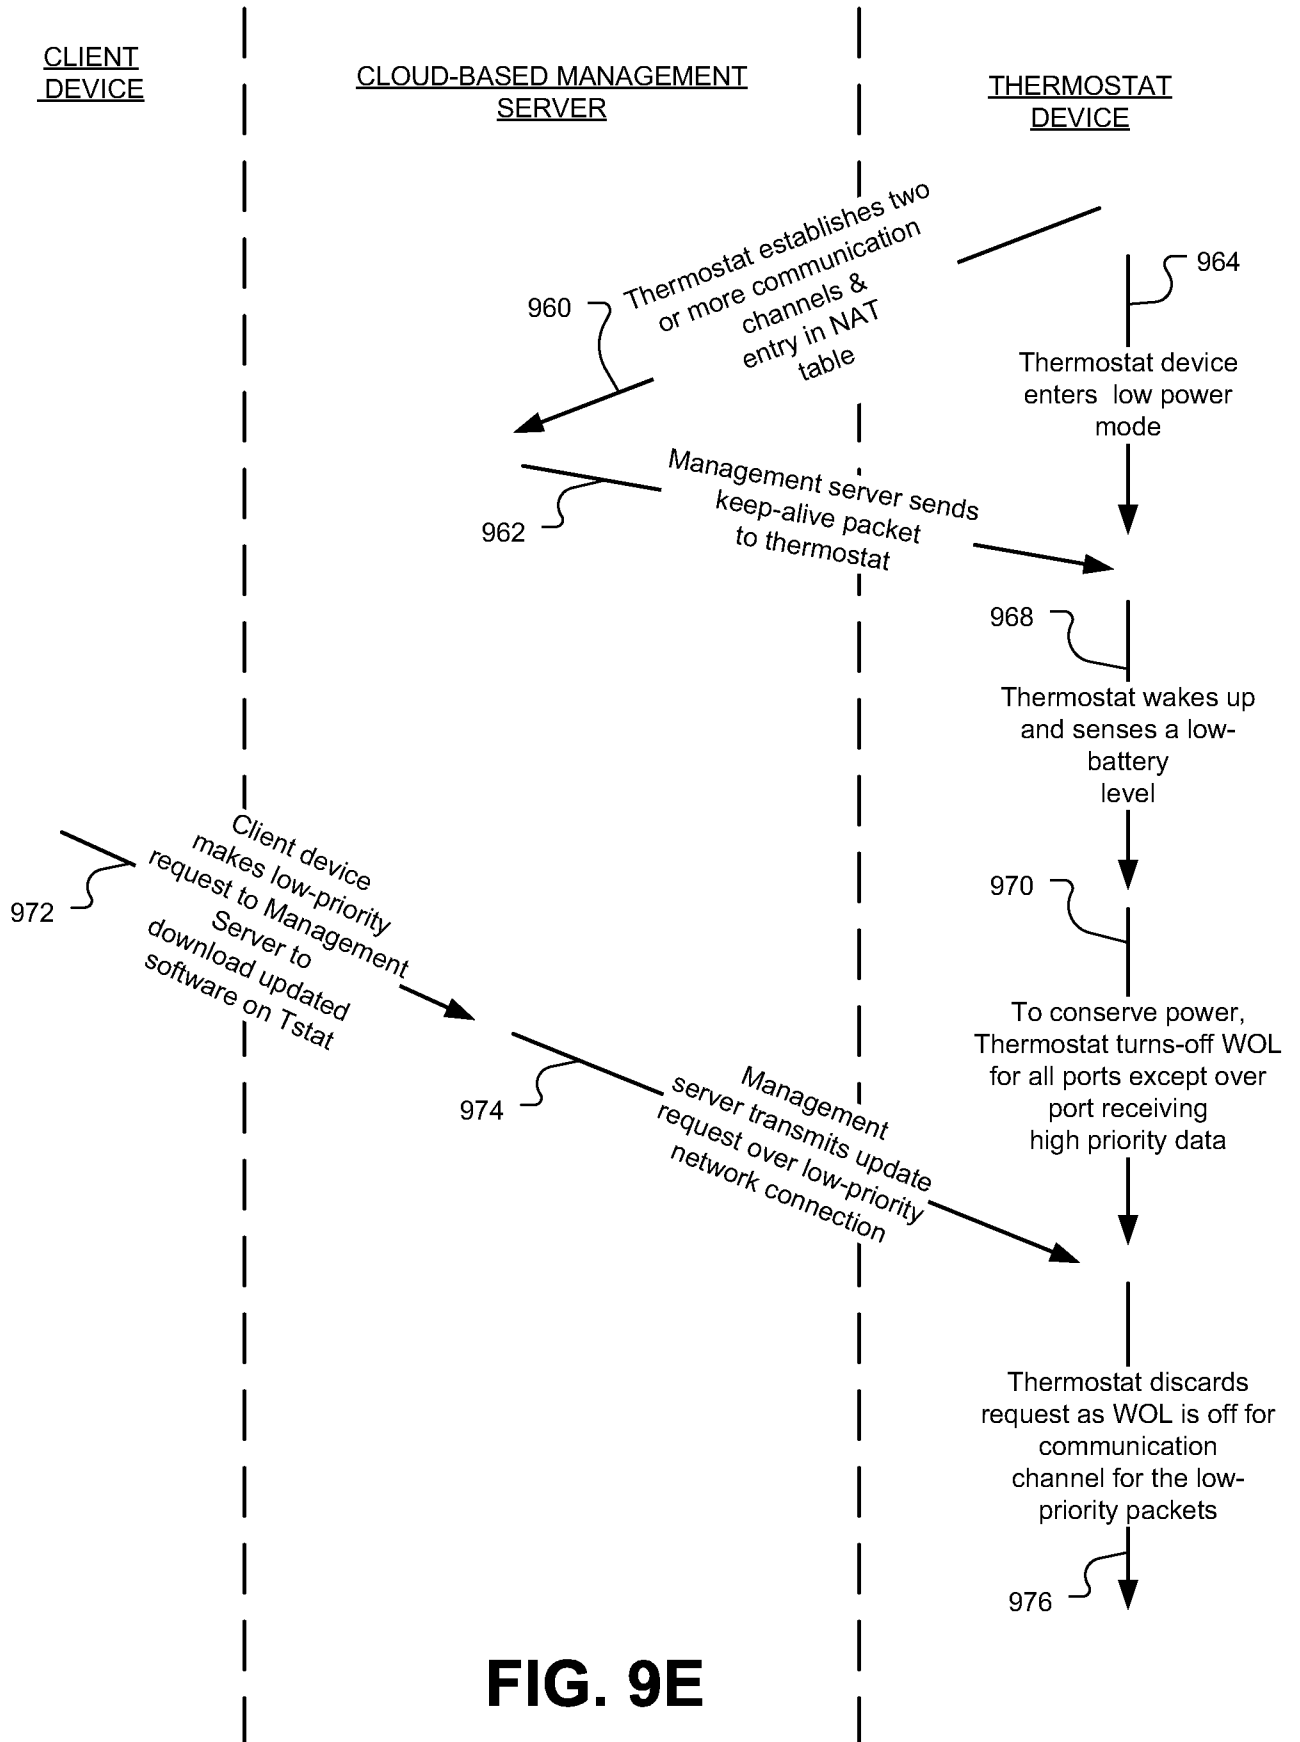 CLIENT
DEVICE
CLOUD-BASED MANAGEMENT
SERVER
THERMOSTAT
DEVICE
Thermostat establishes two
or more communication
channels &
entry in NAT
table
960
964
Thermostat device
enters low power
mode
Management server sends
keep-alive packet
to thermostat
962
968
Thermostat wakes up
and senses a low-
battery
level
Client device
makes low-priority
request to Management
Server to
download updated
software on Tstat
972
970
To conserve power,
Thermostat turns-off WOL
for all ports except over
port receiving
high priority data
Management
server transmits update
request over low-priority
network connection
974
Thermostat discards
request as WOL is off for
communication
channel for the low-
priority packets
976
FIG. 9E